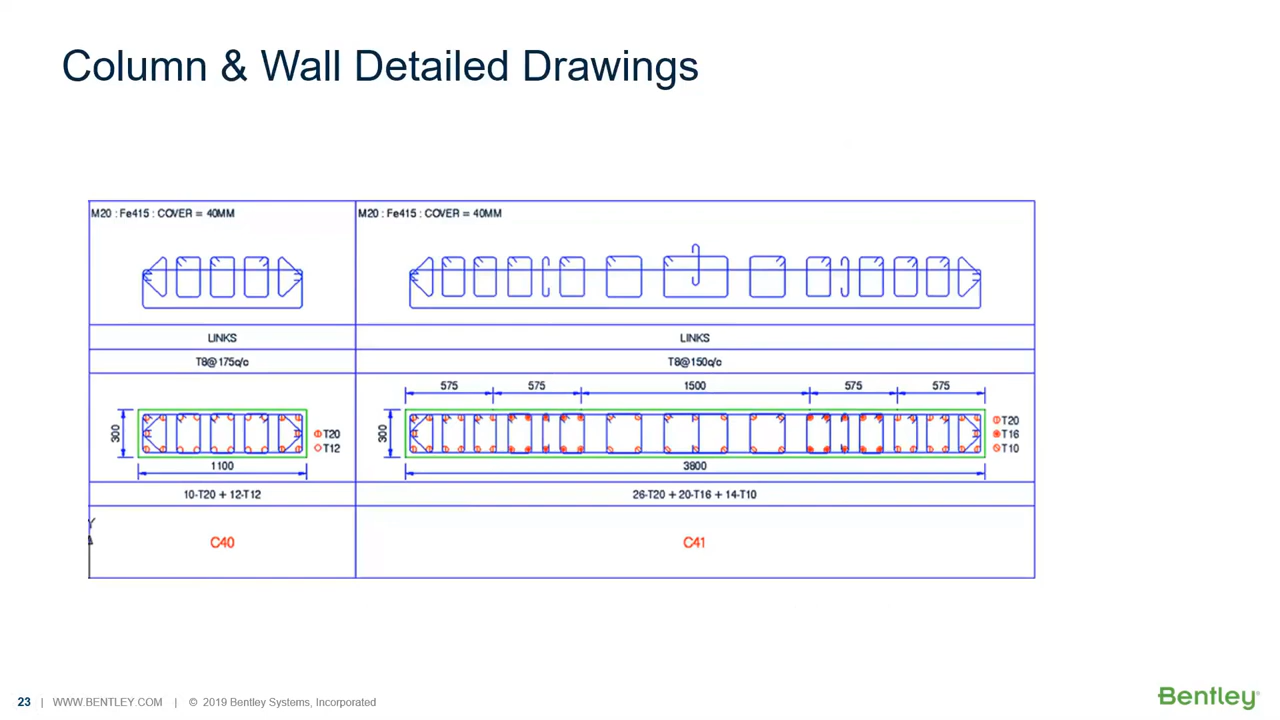 Column & Wall Detailed Drawings
M20 : Fe415 : COVER = 40MM
M20 : Fe415 : COVER = 40MM
LINKS
LINKS
T8@175c/c
T8@150c/c
575
575
1500
575
575
300
T20
T12
1100
300
T20
T16
T10
3800
10-T20 + 12-T12
26-T20 + 20-T16 + 14-T10
Y
C40
C41
23 | WWW.BENTLEY.COM | © 2019 Bentley Systems, Incorporated
Bentley